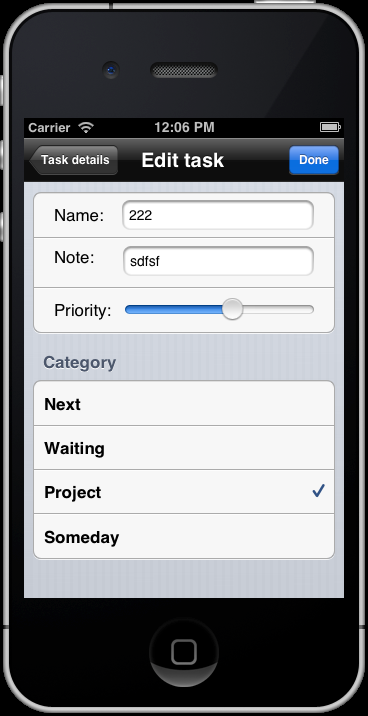 Carrier 12:06 PM
Task details Edit task Done
Name: 222
Note: sdfsf
Priority:
Category
Next
Waiting
Project
Someday